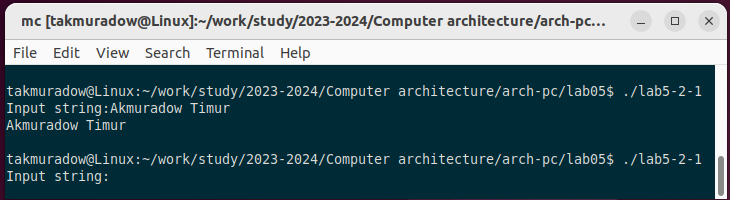 mc [takmuradow@Linux]:~/work/study/2023-2024/Computer architecture/arch-pc...
File Edit View Search Terminal Help
takmuradow@Linux:~/work/study/2023-2024/Computer architecture/arch-pc/lab05$ ./lab5-2-1
Input string:Akmuradow Timur
Akmuradow Timur
takmuradow@Linux:~/work/study/2023-2024/Computer architecture/arch-pc/lab05$ ./lab5-2-1
Input string: